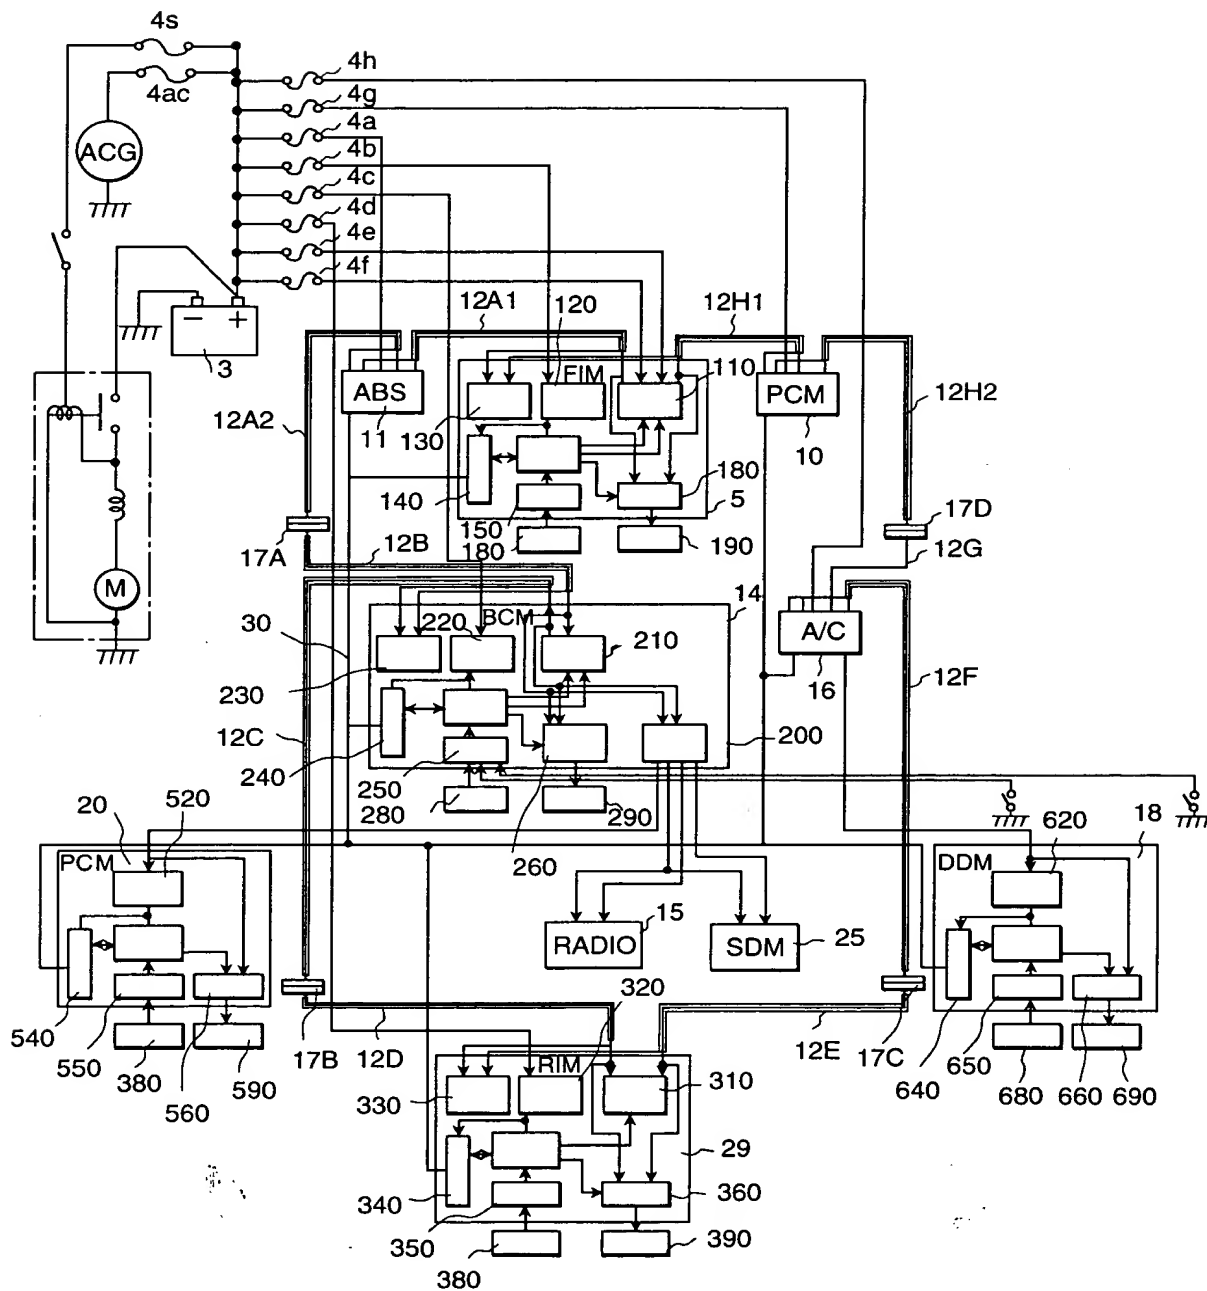 4s
4ac
4h
4g
4a
4b
4c
4d
4e
4f
ACG
− +
3
M
12A1
120
12H1
FIM
110
ABS
11
PCM
10
12A2
130
12H2
140
150
180
180
5
190
17A
12B
17D
12G
14
BCM
220
210
A/C
16
30
230
12F
12C
240
250
200
280
290
260
20
520
PCM
18
620
DDM
15
RADIO
SDM
25
320
540
550
380
560
590
17B
12D
12E
17C
640
650
680
660
690
RIM
330
310
29
340
350
360
380
390